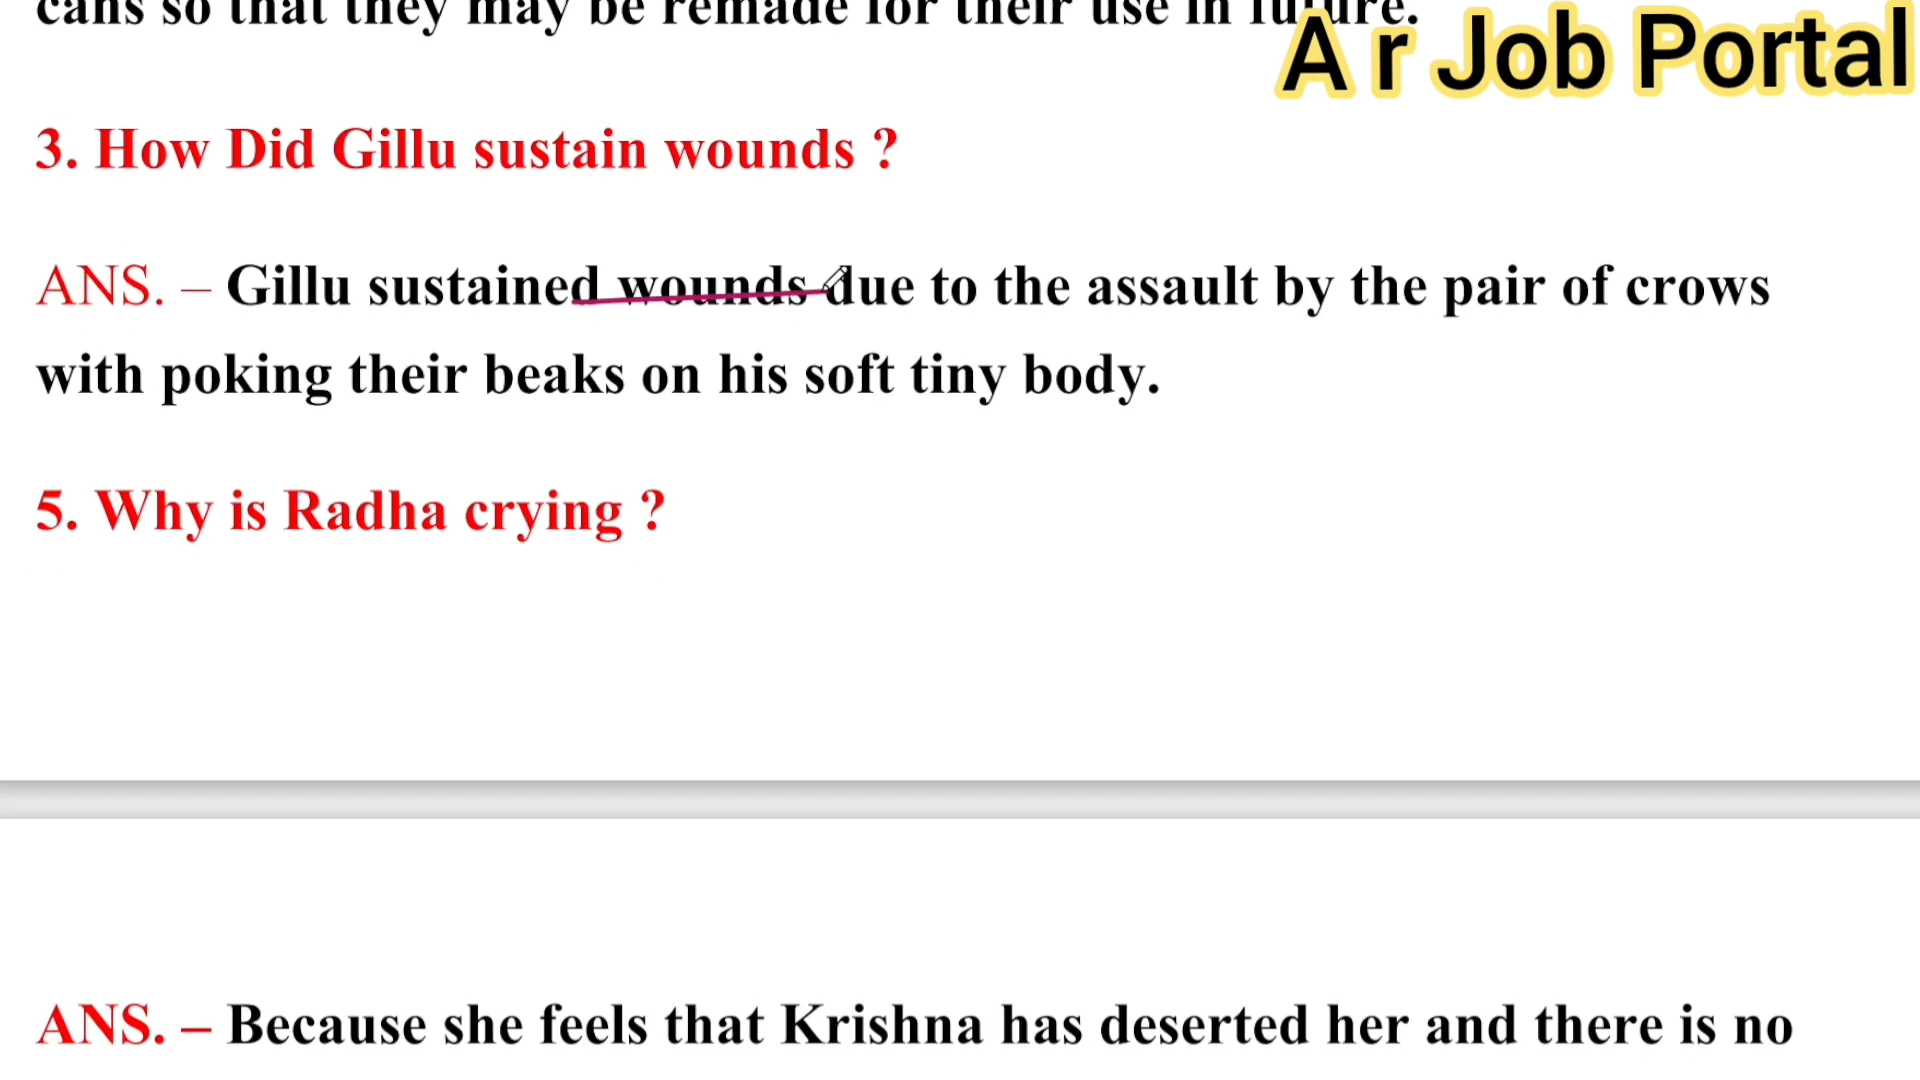 cans so that they may be remade for their use in future.
A r Job Portal
3. How Did Gillu sustain wounds ?
ANS. – Gillu sustained wounds due to the assault by the pair of crows
with poking their beaks on his soft tiny body.
5. Why is Radha crying ?
ANS. – Because she feels that Krishna has deserted her and there is no